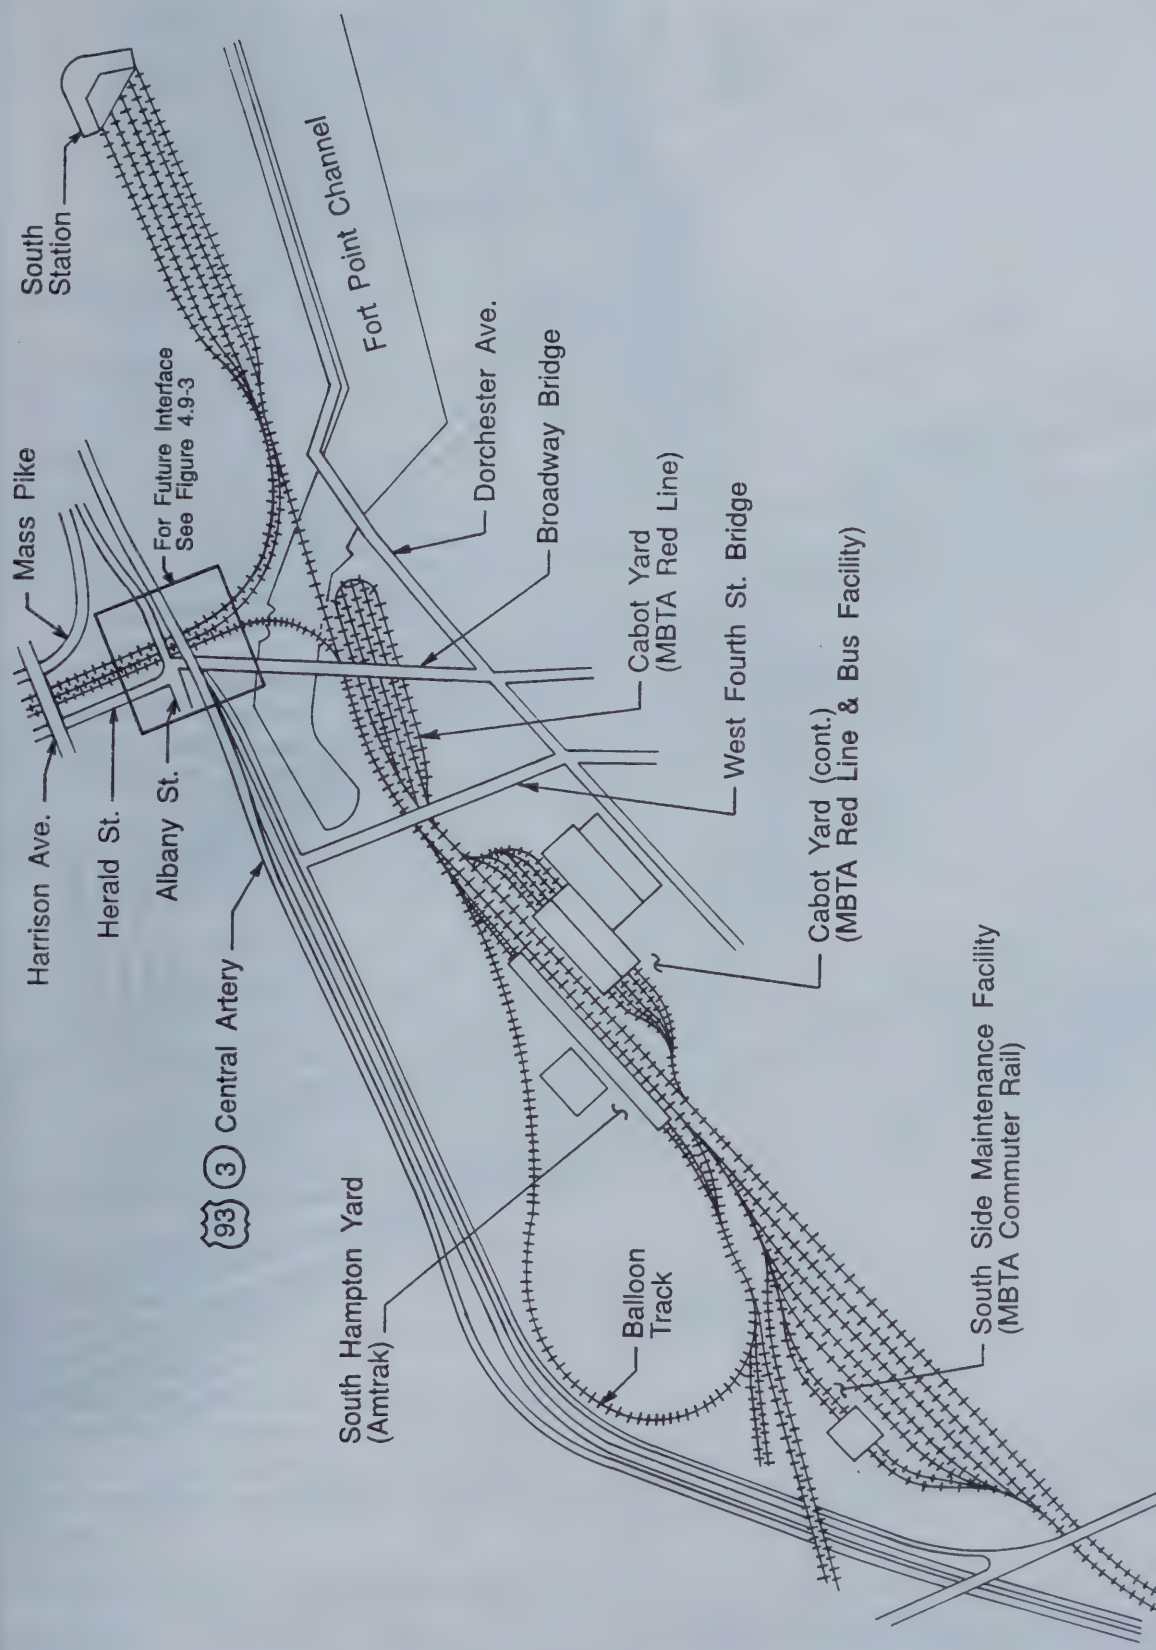 South
Station
Mass Pike
For Future Interface
See Figure 4.9-3
Fort Point Channel
Harrison Ave.
Herald St.
Albany St.
Dorchester Ave.
Broadway Bridge
Cabot Yard
(MBTA Red Line)
West Fourth St. Bridge
Cabot Yard (cont.)
(MBTA Red Line & Bus Facility)
93 3 Central Artery
South Hampton Yard
(Amtrak)
Balloon
Track
South Side Maintenance Facility
(MBTA Commuter Rail)